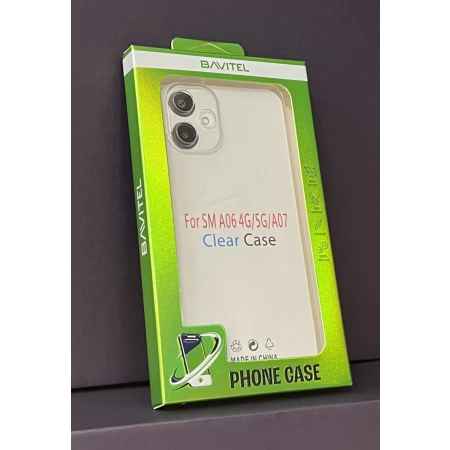 BAVITEL
BAVITEL
For SM A06 4G/5G/A07
Clear Case
MADE IN CHINA
PHONE CASE